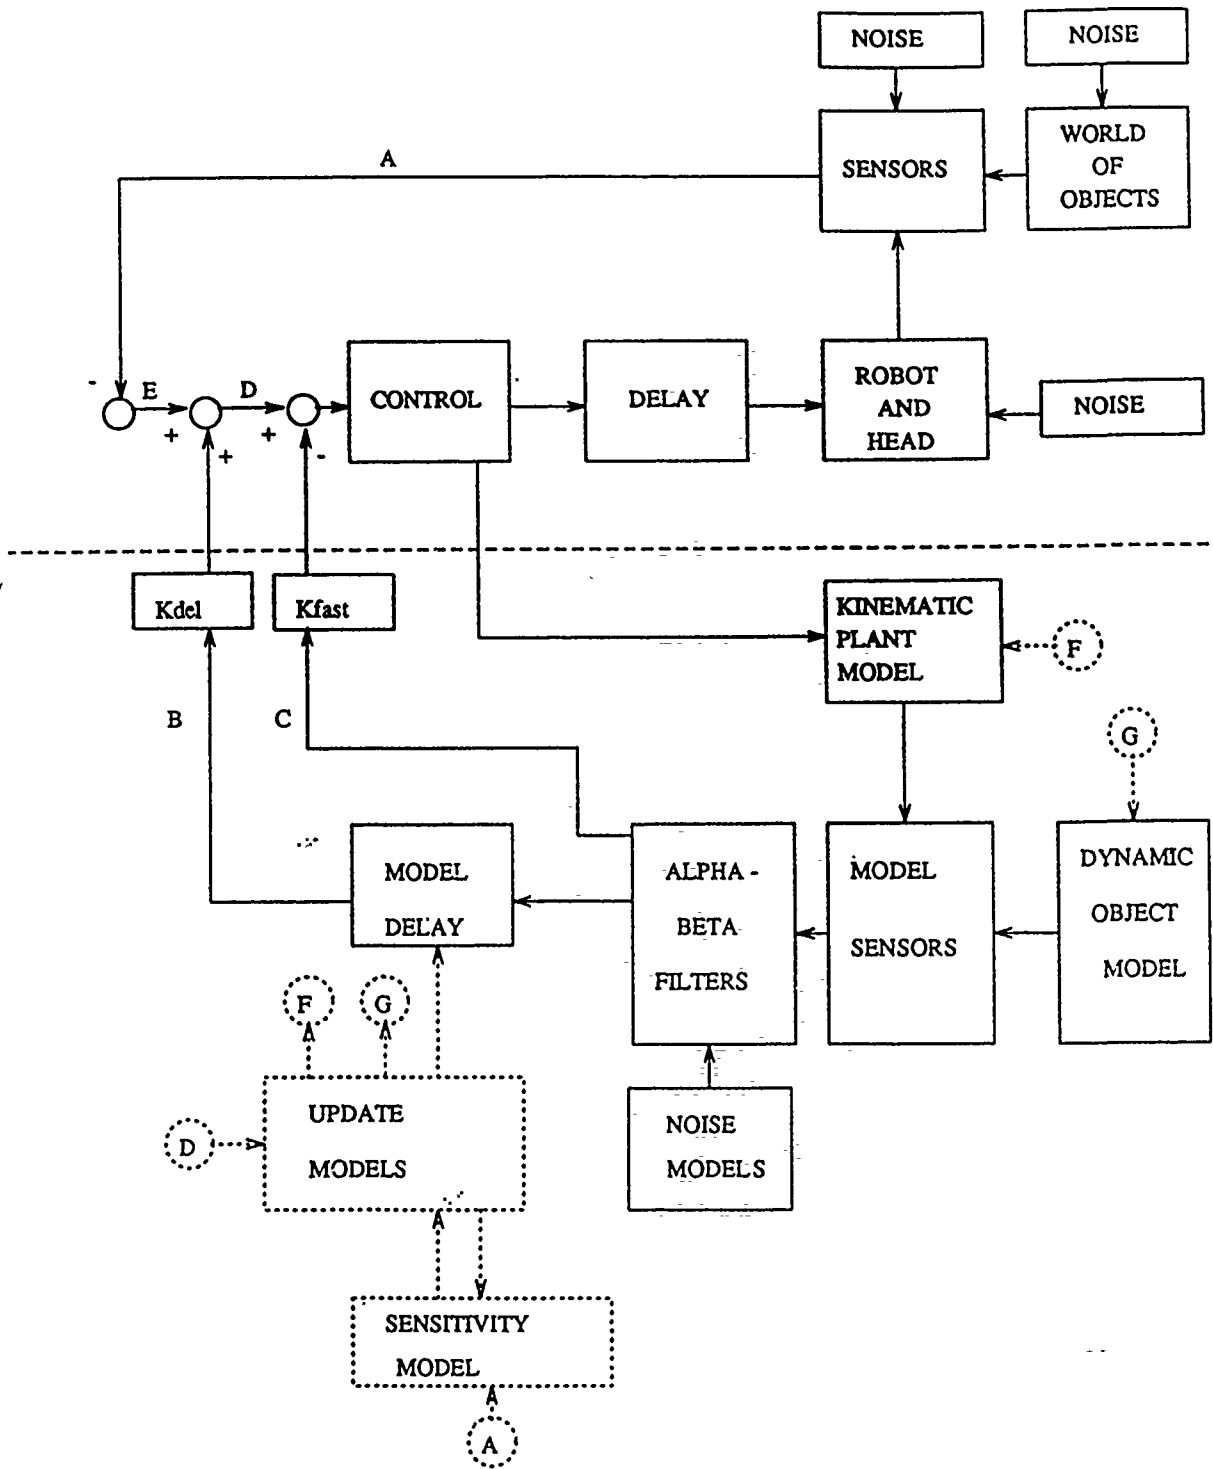 NOISE
NOISE
SENSORS
WORLD
OF
OBJECTS
A
-
E
D
+
+
+
-
CONTROL
DELAY
ROBOT
AND
HEAD
NOISE
Kdel
Kfast
KINEMATIC
PLANT
MODEL
F
B
C
G
MODEL
DELAY
ALPHA -
BETA
FILTERS
MODEL
SENSORS
DYNAMIC
OBJECT
MODEL
F
G
D
UPDATE
MODELS
NOISE
MODELS
SENSITIVITY
MODEL
A